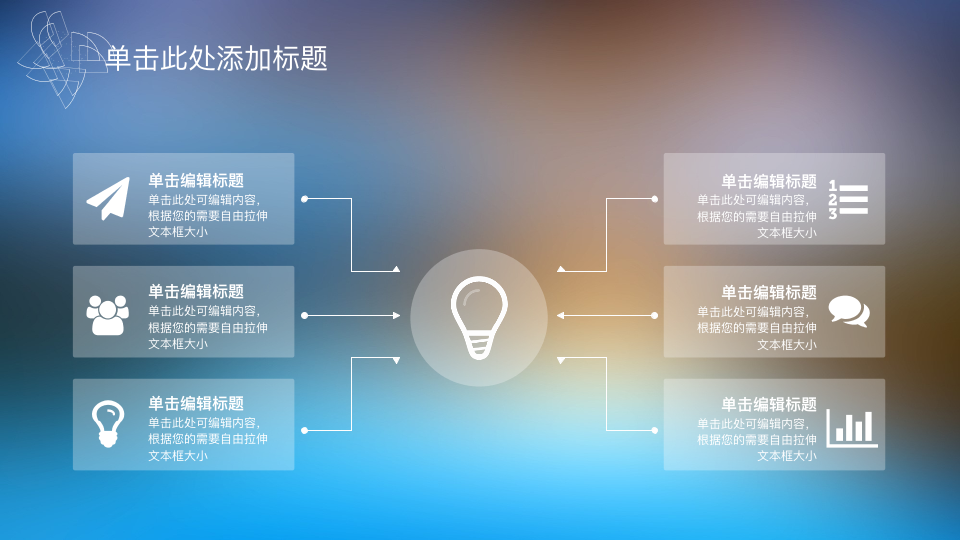 单击此处添加标题
单击编辑标题
单击此处可编辑内容,
根据您的需要自由拉伸
文本框大小
单击编辑标题
单击此处可编辑内容,
根据您的需要自由拉伸
文本框大小
单击编辑标题
单击此处可编辑内容,
根据您的需要自由拉伸
文本框大小
单击编辑标题
单击此处可编辑内容,
根据您的需要自由拉伸
文本框大小
1
2
3
单击编辑标题
单击此处可编辑内容,
根据您的需要自由拉伸
文本框大小
单击编辑标题
单击此处可编辑内容,
根据您的需要自由拉伸
文本框大小